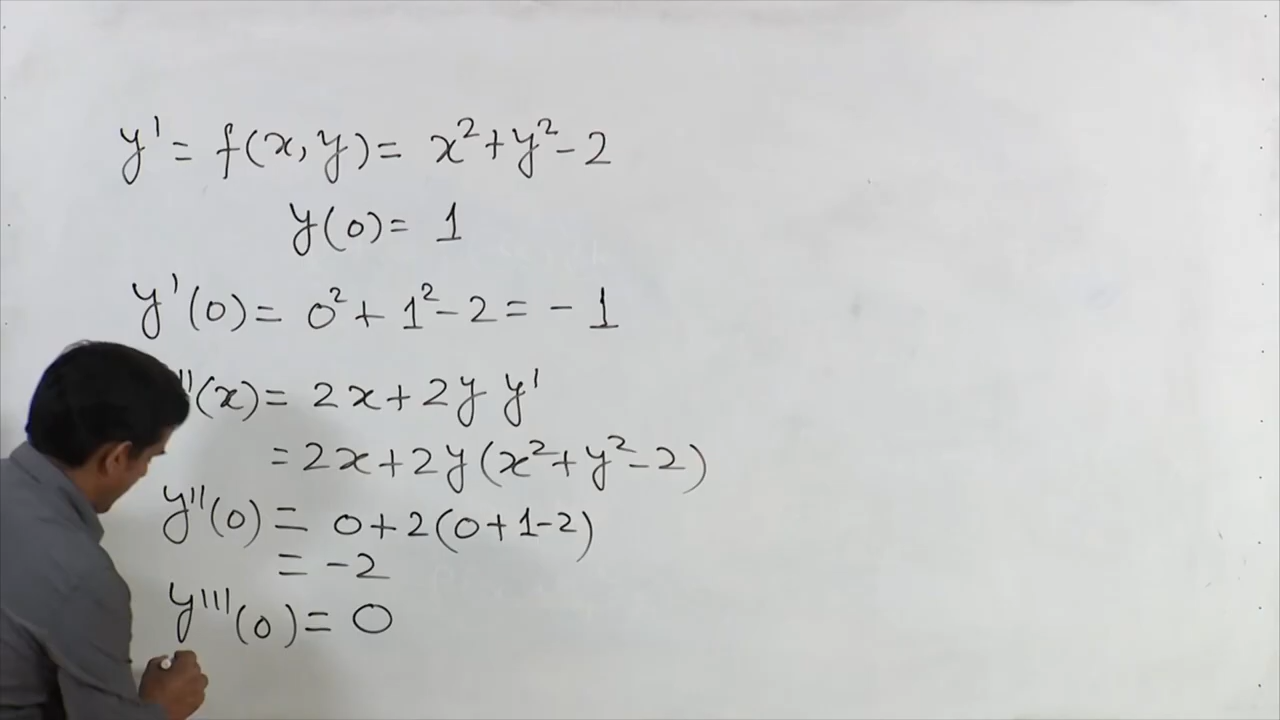 y' = f(x, y) = x² + y² - 2
y(0) = 1
y'(0) = 0² + 1² - 2 = - 1
''(x) = 2x + 2y y'
= 2x + 2y(x² + y² - 2)
y''(0) = 0 + 2(0 + 1 - 2)
= -2
y'''(0) = 0